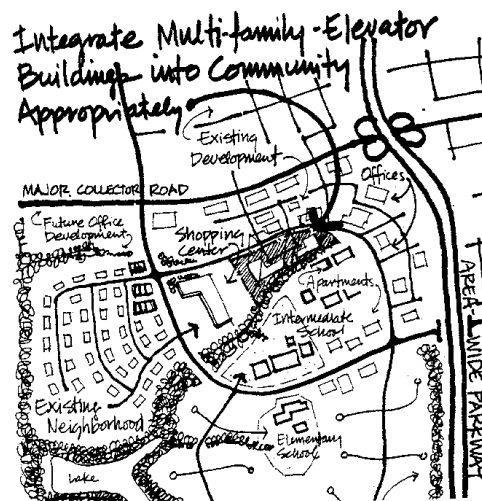 Integrate Multi-family-Elevator
Buildings into Community
Appropriately
Existing
Development
Offices
MAJOR COLLECTOR ROAD
Future Office
Development
Shopping
Center
Apartments
Intermediate
School
AREA-WIDE PARKWAY
Existing
Neighborhood
Elementary
School
Lake